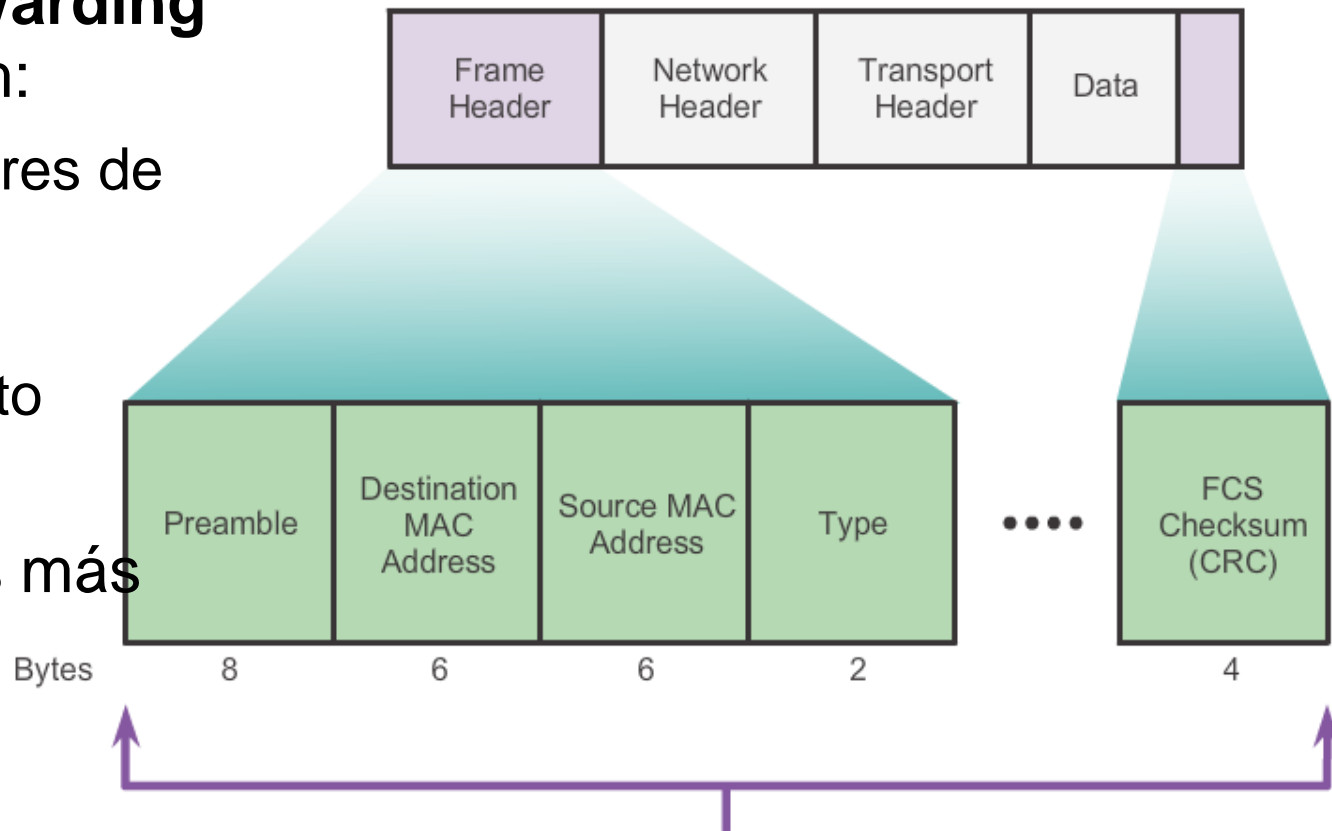 warding
n:
res de
to
s más
Frame
Header
Network
Header
Transport
Header
Data
Preamble
Destination
MAC
Address
Source MAC
Address
Type
FCS
Checksum
(CRC)
Bytes 8 6 6 2 4